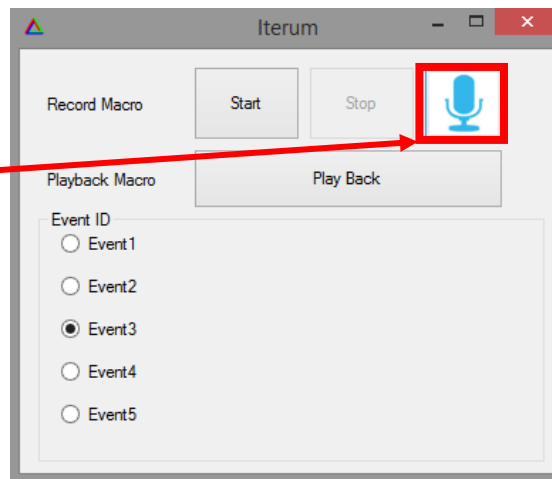 Iterum
Record Macro
Start
Stop
Playback Macro
Play Back
Event ID
Event1
Event2
Event3
Event4
Event5